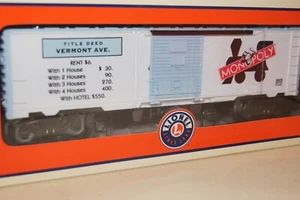 TITLE DEED
VERMONT AVE.
RENT $6.
With 1 House $ 30.
With 2 Houses 90.
With 3 Houses 270.
With 4 Houses 400.
With HOTEL $550.
MONOPOLY
LIONEL
L